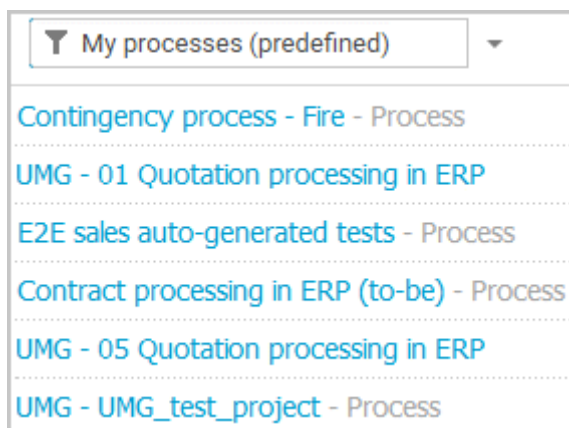 My processes (predefined)
Contingency process - Fire - Process
UMG - 01 Quotation processing in ERP
E2E sales auto-generated tests - Process
Contract processing in ERP (to-be) - Process
UMG - 05 Quotation processing in ERP
UMG - UMG_test_project - Process